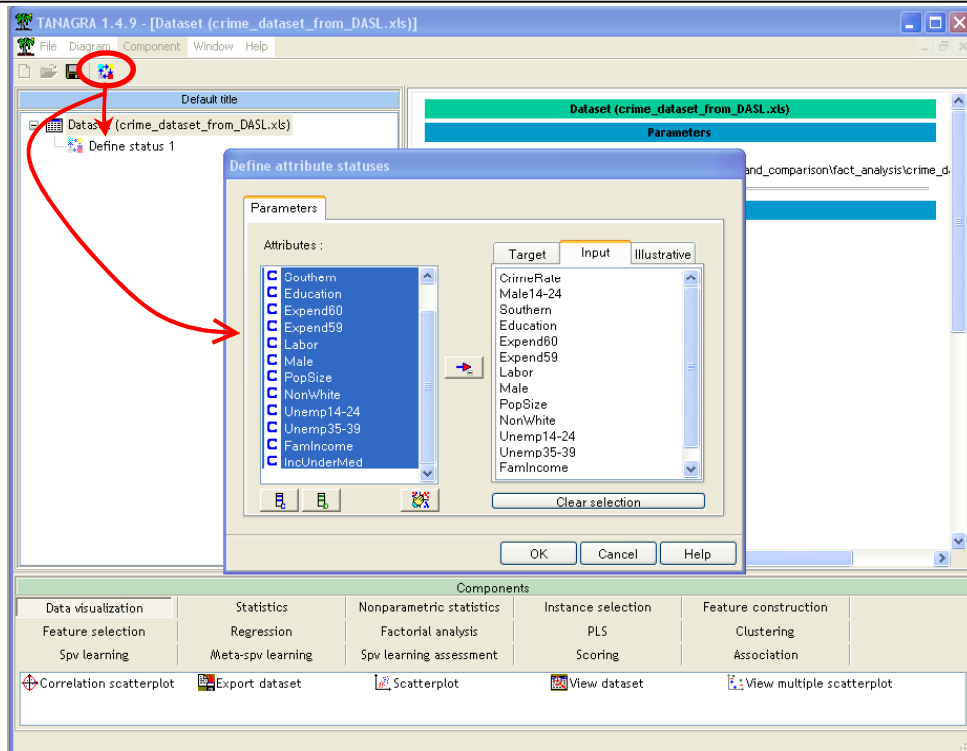 TANAGRA 1.4.9 - [Dataset (crime_dataset_from_DASL.xls)]
File Diagram Component Window Help
Default title
Dataset (crime_dataset_from_DASL.xls)
Define status 1
Dataset (crime_dataset_from_DASL.xls)
Parameters
and_comparison\fact_analysis\crime_d
Define attribute statuses
Parameters
Attributes :
Southern
Education
Expend60
Expend59
Labor
Male
PopSize
NonWhite
Unemp14-24
Unemp35-39
FamIncome
IncUnderMed
Target Input Illustrative
CrimeRate
Male14-24
Southern
Education
Expend60
Expend59
Labor
Male
PopSize
NonWhite
Unemp14-24
Unemp35-39
FamIncome
Clear selection
OK Cancel Help
Components
Data visualization Statistics Nonparametric statistics Instance selection Feature construction
Feature selection Regression Factorial analysis PLS Clustering
Spv learning Meta-spv learning Spv learning assessment Scoring Association
Correlation scatterplot Export dataset Scatterplot View dataset View multiple scatterplot